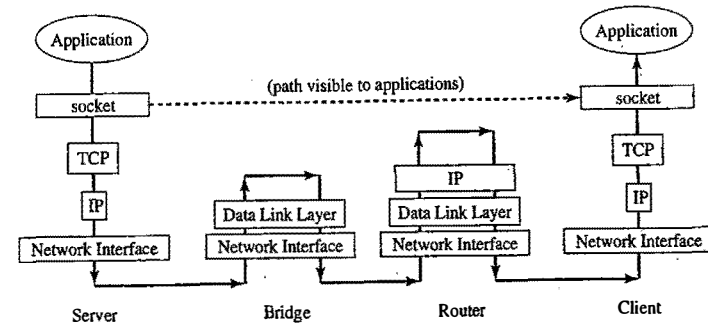 Application
Application
socket
(path visible to applications)
socket
TCP
IP
TCP
IP
Data Link Layer
Data Link Layer
IP
Network Interface
Network Interface
Network Interface
Network Interface
Server
Bridge
Router
Client